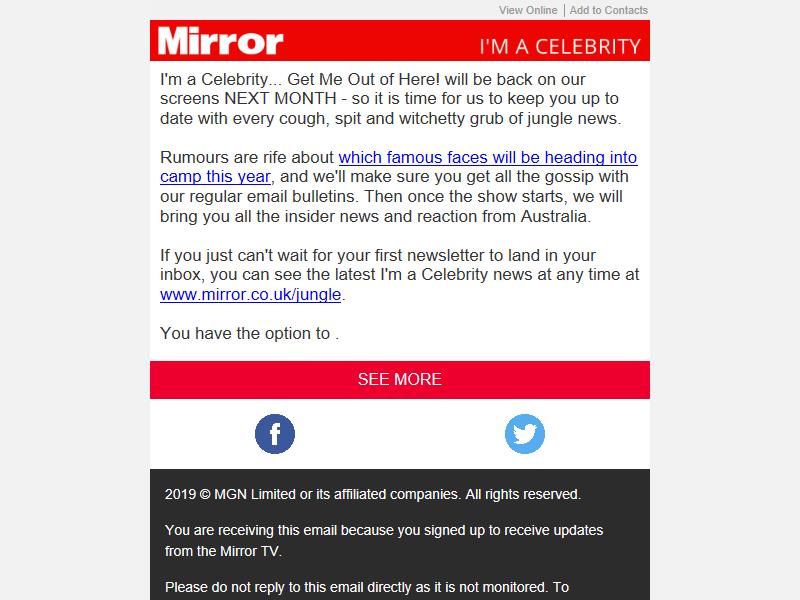 View Online | Add to Contacts
Mirror I'M A CELEBRITY
I'm a Celebrity... Get Me Out of Here! will be back on our
screens NEXT MONTH - so it is time for us to keep you up to
date with every cough, spit and witchetty grub of jungle news.
Rumours are rife about which famous faces will be heading into
camp this year, and we'll make sure you get all the gossip with
our regular email bulletins. Then once the show starts, we will
bring you all the insider news and reaction from Australia.
If you just can't wait for your first newsletter to land in your
inbox, you can see the latest I'm a Celebrity news at any time at
www.mirror.co.uk/jungle.
You have the option to .
SEE MORE
2019 © MGN Limited or its affiliated companies. All rights reserved.
You are receiving this email because you signed up to receive updates
from the Mirror TV.
Please do not reply to this email directly as it is not monitored. To